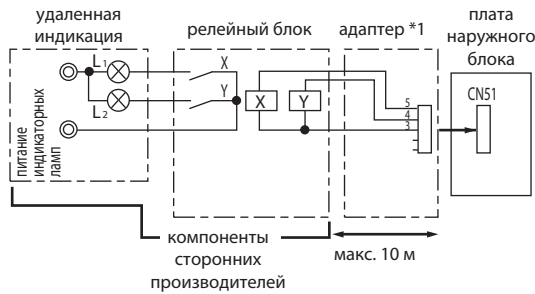 удаленная
индикация
релейный блок
адаптер *1
плата
наружного
блока
L1
L2
X
Y
X
Y
5
4
3
CN51
питание
индикаторных
ламп
компоненты
сторонних
производителей
макс. 10 м